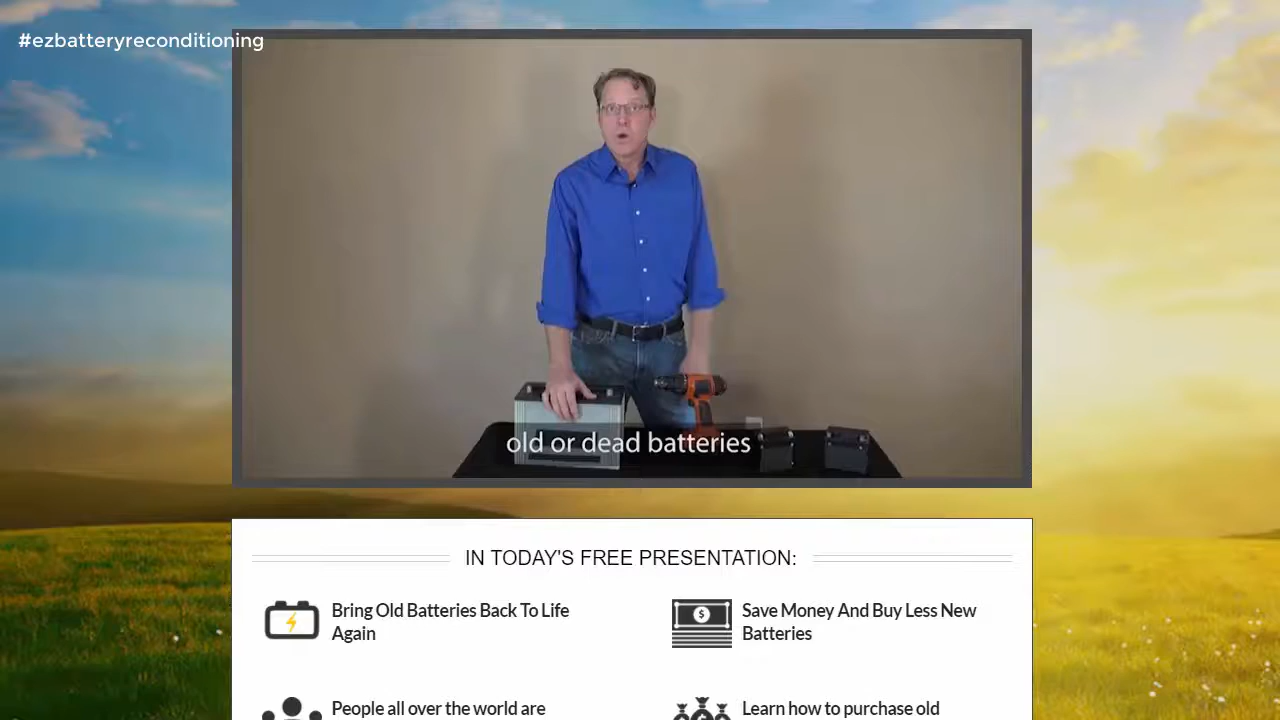 #ezbatteryreconditioning
old or dead batteries
IN TODAY'S FREE PRESENTATION:
Bring Old Batteries Back To Life
Again
Save Money And Buy Less New
Batteries
People all over the world are
Learn how to purchase old